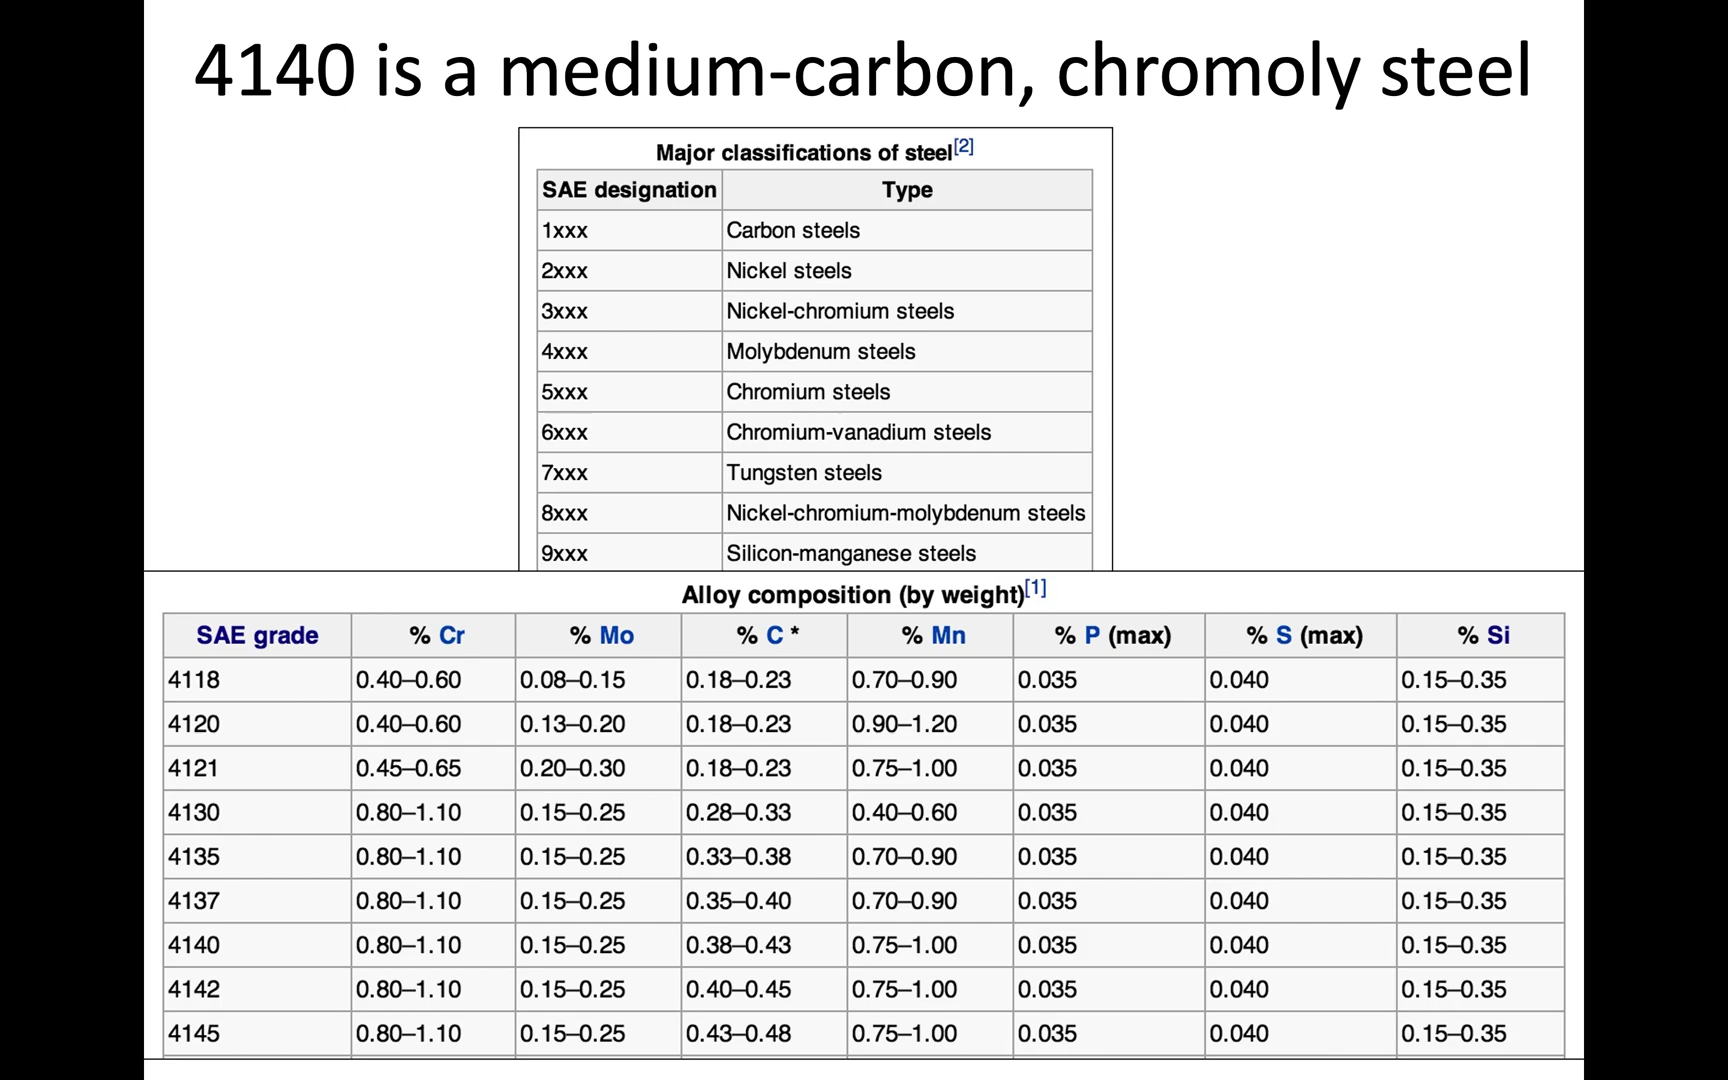 4140 is a medium-carbon, chromoly steel
Major classifications of steel[2]
SAE designation Type
1xxx Carbon steels
2xxx Nickel steels
3xxx Nickel-chromium steels
4xxx Molybdenum steels
5xxx Chromium steels
6xxx Chromium-vanadium steels
7xxx Tungsten steels
8xxx Nickel-chromium-molybdenum steels
9xxx Silicon-manganese steels
Alloy composition (by weight)[1]
SAE grade % Cr % Mo % C * % Mn % P (max) % S (max) % Si
4118 0.40–0.60 0.08–0.15 0.18–0.23 0.70–0.90 0.035 0.040 0.15–0.35
4120 0.40–0.60 0.13–0.20 0.18–0.23 0.90–1.20 0.035 0.040 0.15–0.35
4121 0.45–0.65 0.20–0.30 0.18–0.23 0.75–1.00 0.035 0.040 0.15–0.35
4130 0.80–1.10 0.15–0.25 0.28–0.33 0.40–0.60 0.035 0.040 0.15–0.35
4135 0.80–1.10 0.15–0.25 0.33–0.38 0.70–0.90 0.035 0.040 0.15–0.35
4137 0.80–1.10 0.15–0.25 0.35–0.40 0.70–0.90 0.035 0.040 0.15–0.35
4140 0.80–1.10 0.15–0.25 0.38–0.43 0.75–1.00 0.035 0.040 0.15–0.35
4142 0.80–1.10 0.15–0.25 0.40–0.45 0.75–1.00 0.035 0.040 0.15–0.35
4145 0.80–1.10 0.15–0.25 0.43–0.48 0.75–1.00 0.035 0.040 0.15–0.35